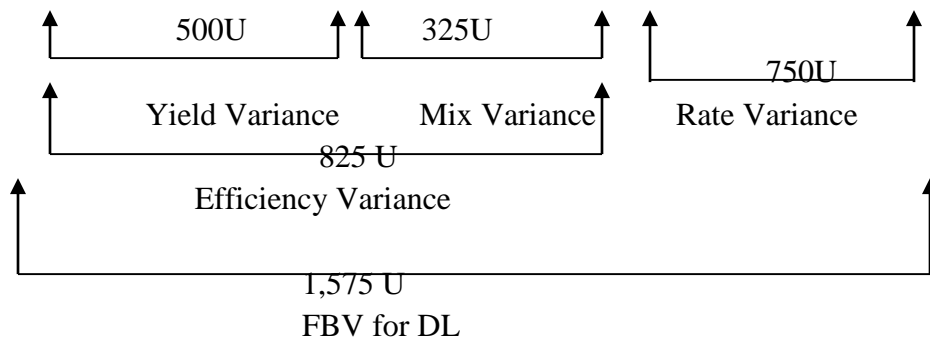 500U 325U
750U
Yield Variance Mix Variance Rate Variance
825 U
Efficiency Variance
1,575 U
FBV for DL